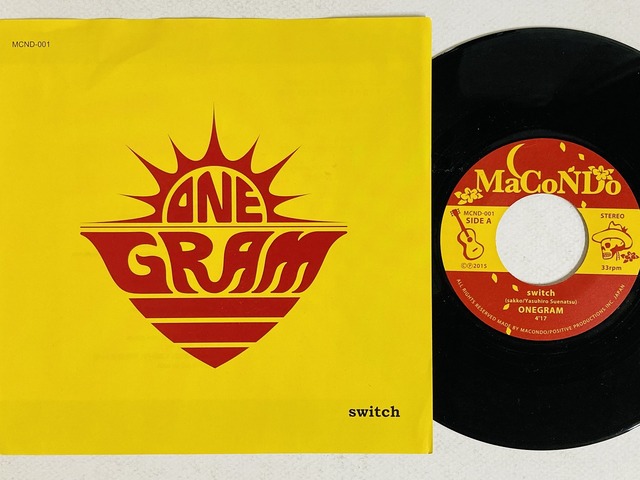 MCND-001
ONE
GRAM
switch
MaCoNDo
MCND-001
SIDE A
STEREO
©℗2015
33rpm
switch
(sakko/Yasuhiro Suenatsu)
ONEGRAM
4'17
ALL RIGHTS RESERVED MADE BY MACONDO/POSITIVE PRODUCTIONS INC. JAPAN